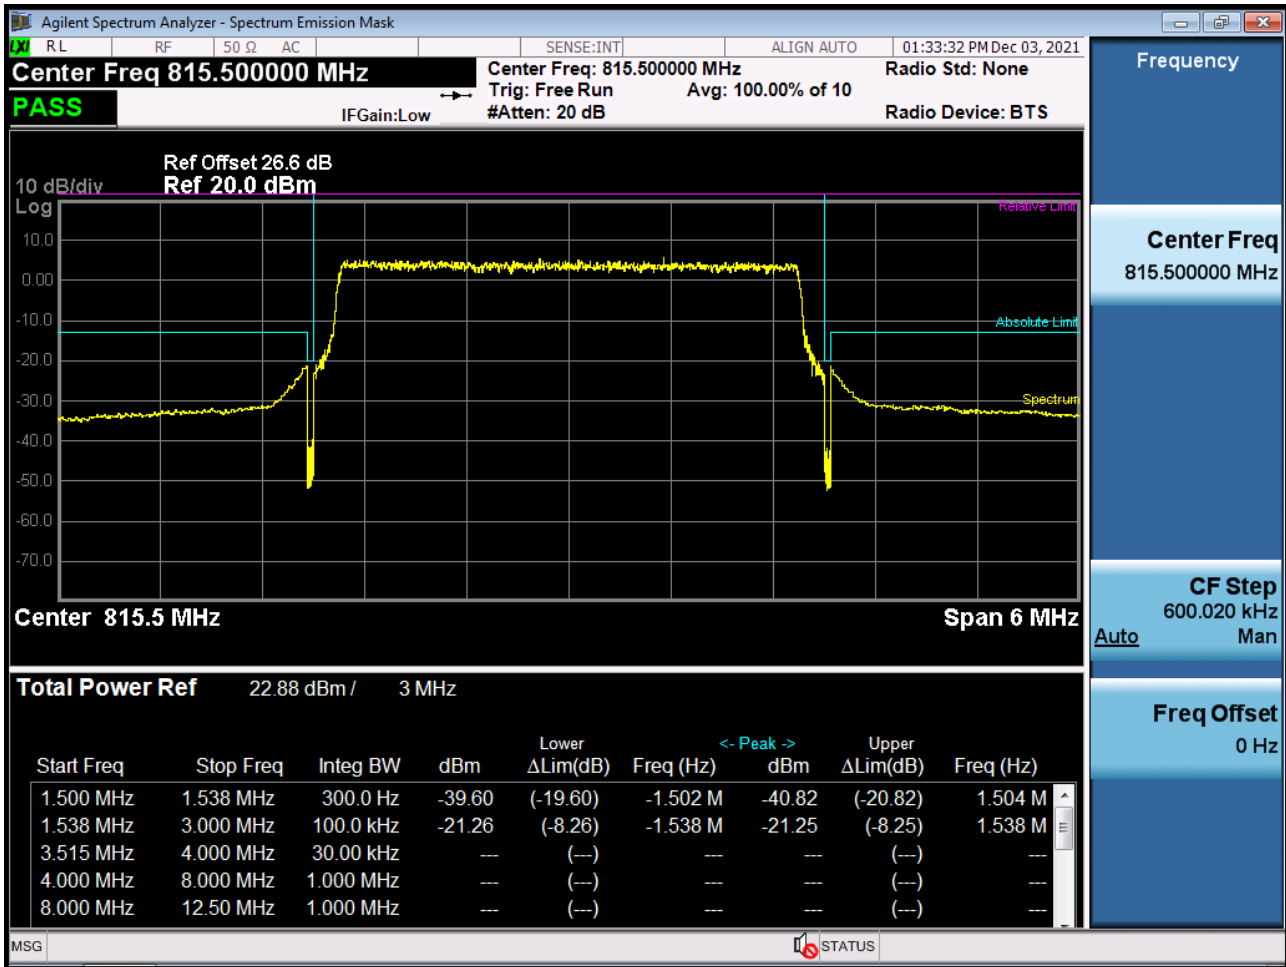 Agilent Spectrum Analyzer - Spectrum Emission Mask
LXI RL RF 50 Ω AC SENSE:INT ALIGN AUTO 01:33:32 PM Dec 03, 2021
Center Freq 815.500000 MHz
Center Freq: 815.500000 MHz Radio Std: None
Trig: Free Run Avg: 100.00% of 10
PASS
IFGain:Low #Atten: 20 dB Radio Device: BTS
Ref Offset 26.6 dB
10 dB/div Ref 20.0 dBm
Log
Relative Limit
10.0
0.00
-10.0
Absolute Limit
-20.0
-30.0
Spectrum
-40.0
-50.0
-60.0
-70.0
Center 815.5 MHz Span 6 MHz
Total Power Ref 22.88 dBm / 3 MHz
Lower <- Peak -> Upper
Start Freq Stop Freq Integ BW dBm ΔLim(dB) Freq (Hz) dBm ΔLim(dB) Freq (Hz)
1.500 MHz 1.538 MHz 300.0 Hz -39.60 (-19.60) -1.502 M -40.82 (-20.82) 1.504 M
1.538 MHz 3.000 MHz 100.0 kHz -21.26 (-8.26) -1.538 M -21.25 (-8.25) 1.538 M
3.515 MHz 4.000 MHz 30.00 kHz --- (---) --- --- (---) ---
4.000 MHz 8.000 MHz 1.000 MHz --- (---) --- --- (---) ---
8.000 MHz 12.50 MHz 1.000 MHz --- (---) --- --- (---) ---
MSG STATUS
Frequency
Center Freq
815.500000 MHz
CF Step
600.020 kHz
Auto Man
Freq Offset
0 Hz